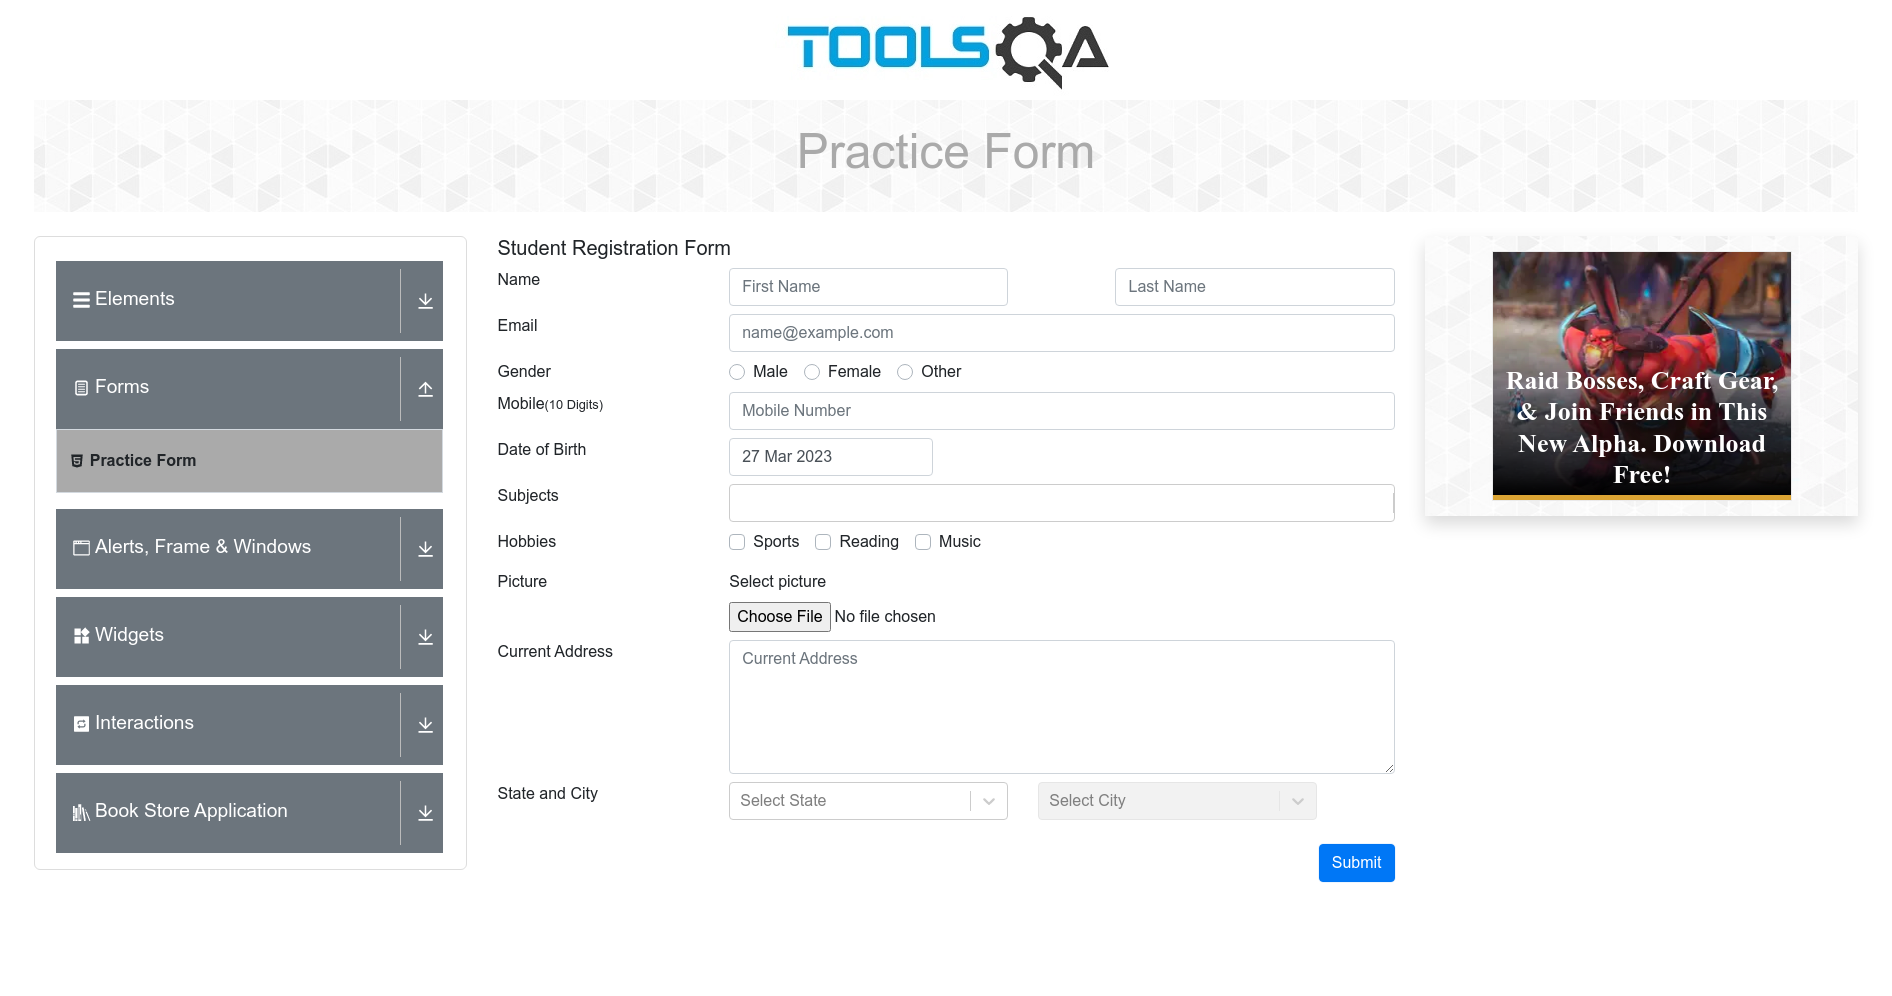 TOOLSQA
Practice Form
Elements
Forms
Practice Form
Alerts, Frame & Windows
Widgets
Interactions
Book Store Application
Student Registration Form
Name
First Name
Last Name
Email
name@example.com
Gender
Male Female Other
Mobile(10 Digits)
Mobile Number
Date of Birth
27 Mar 2023
Subjects
Hobbies
Sports Reading Music
Picture
Select picture
Choose File No file chosen
Current Address
Current Address
State and City
Select State
Select City
Submit
Raid Bosses, Craft Gear,
& Join Friends in This
New Alpha. Download
Free!